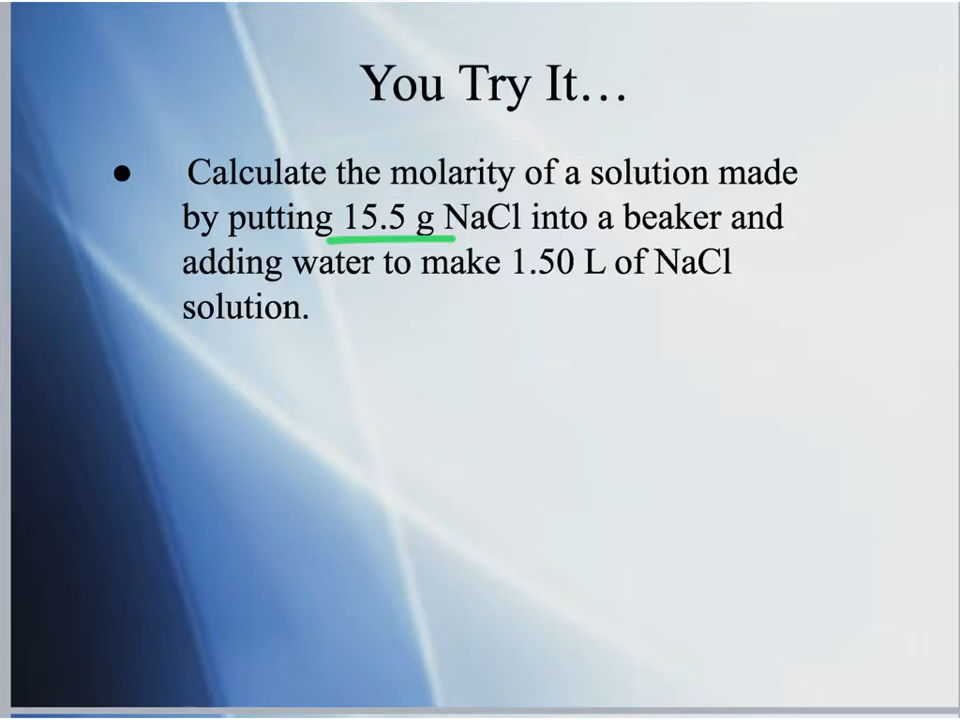 You Try It…
● Calculate the molarity of a solution made
by putting 15.5 g NaCl into a beaker and
adding water to make 1.50 L of NaCl
solution.